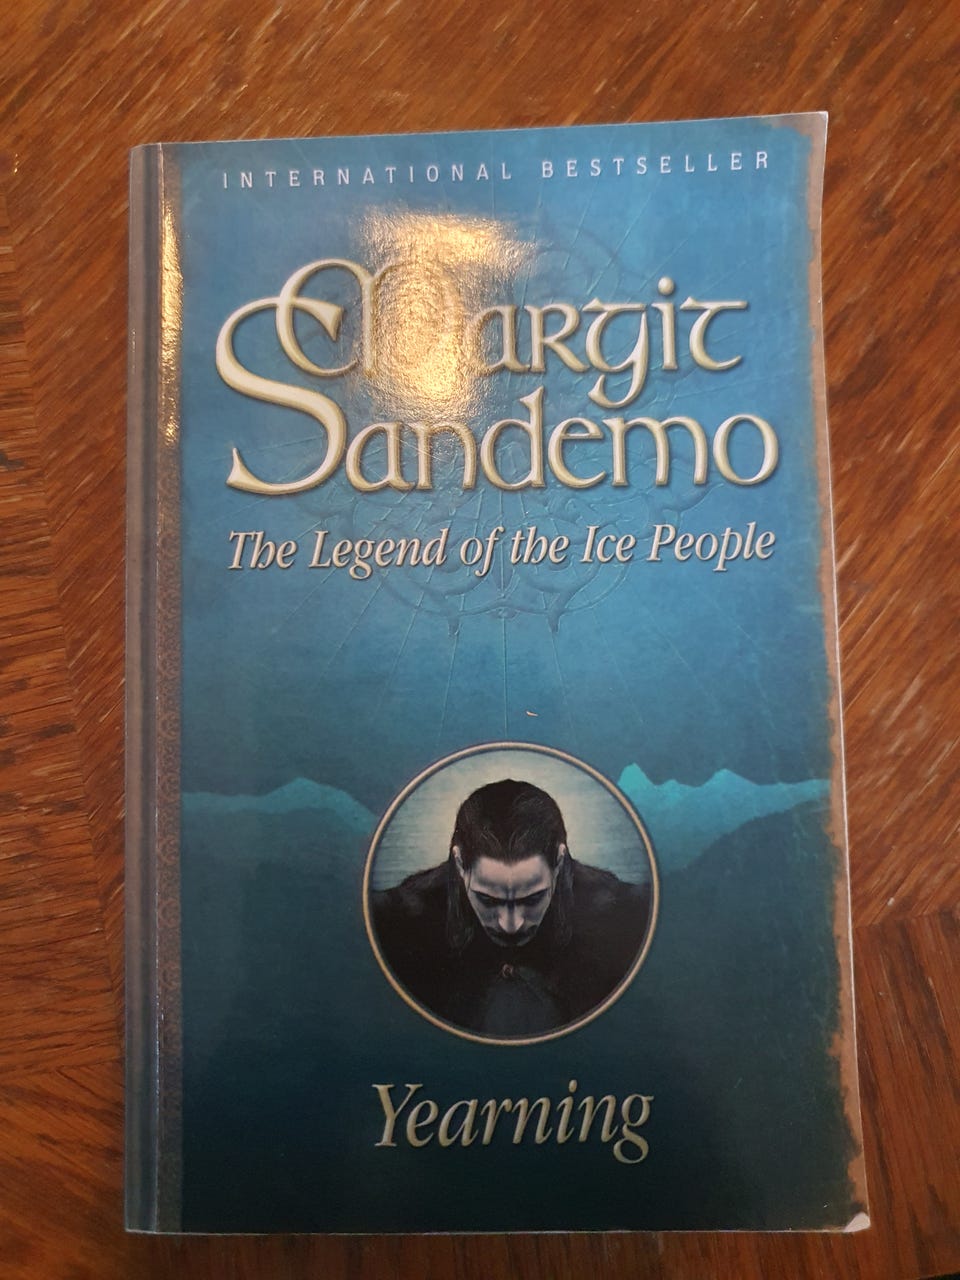 INTERNATIONAL BESTSELLER
Margit
Sandemo
The Legend of the Ice People
Yearning